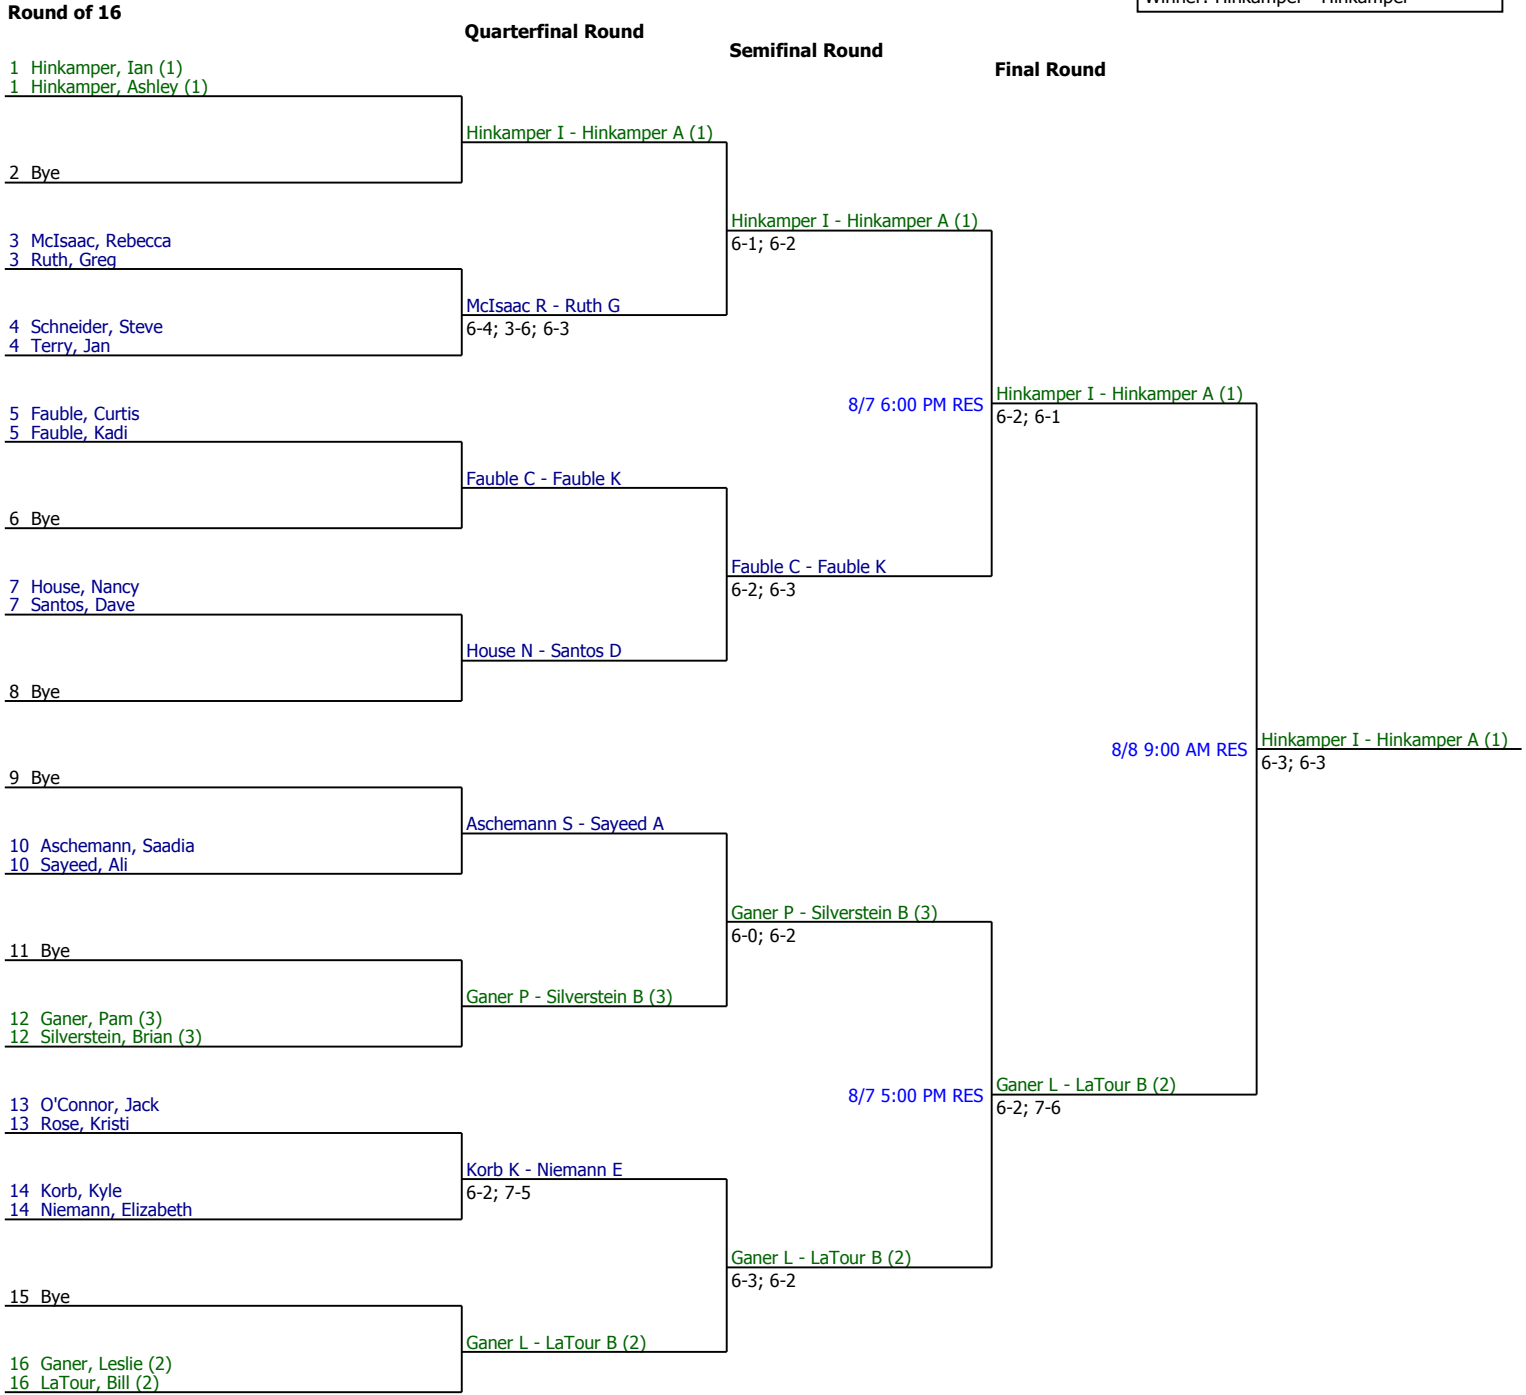 Winner: Hinkamper - Hinkamper
Round of 16
Quarterfinal Round
Semifinal Round
Final Round
1 Hinkamper, Ian (1)
1 Hinkamper, Ashley (1)
Hinkamper I - Hinkamper A (1)
2 Bye
Hinkamper I - Hinkamper A (1)
6-1; 6-2
3 McIsaac, Rebecca
3 Ruth, Greg
McIsaac R - Ruth G
6-4; 3-6; 6-3
4 Schneider, Steve
4 Terry, Jan
8/7 6:00 PM RES
Hinkamper I - Hinkamper A (1)
6-2; 6-1
5 Fauble, Curtis
5 Fauble, Kadi
Fauble C - Fauble K
6 Bye
Fauble C - Fauble K
6-2; 6-3
7 House, Nancy
7 Santos, Dave
House N - Santos D
8 Bye
8/8 9:00 AM RES
Hinkamper I - Hinkamper A (1)
6-3; 6-3
9 Bye
Aschemann S - Sayeed A
10 Aschemann, Saadia
10 Sayeed, Ali
Ganer P - Silverstein B (3)
6-0; 6-2
11 Bye
Ganer P - Silverstein B (3)
12 Ganer, Pam (3)
12 Silverstein, Brian (3)
8/7 5:00 PM RES
Ganer L - LaTour B (2)
6-2; 7-6
13 O'Connor, Jack
13 Rose, Kristi
Korb K - Niemann E
6-2; 7-5
14 Korb, Kyle
14 Niemann, Elizabeth
Ganer L - LaTour B (2)
6-3; 6-2
15 Bye
Ganer L - LaTour B (2)
16 Ganer, Leslie (2)
16 LaTour, Bill (2)